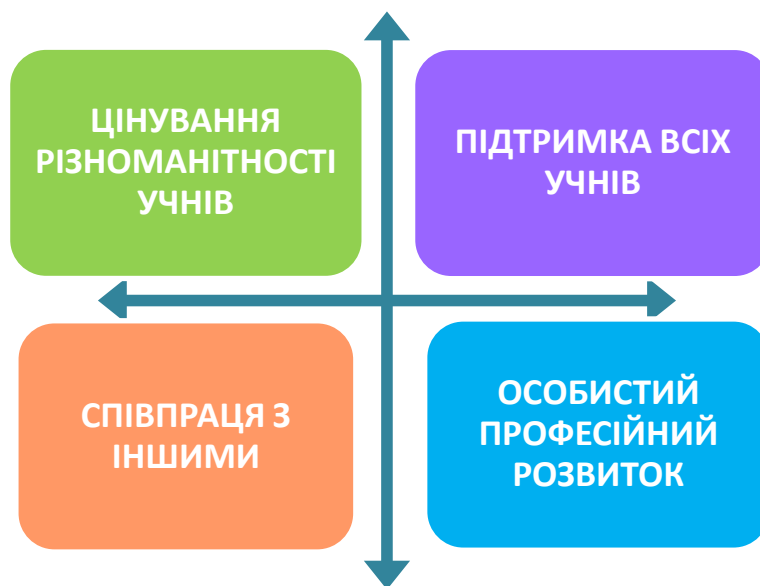 ЦІНУВАННЯ
РІЗНОМАНІТНОСТІ
УЧНІВ
ПІДТРИМКА ВСІХ
УЧНІВ
СПІВПРАЦЯ З
ІНШИМИ
ОСОБИСТИЙ
ПРОФЕСІЙНИЙ
РОЗВИТОК